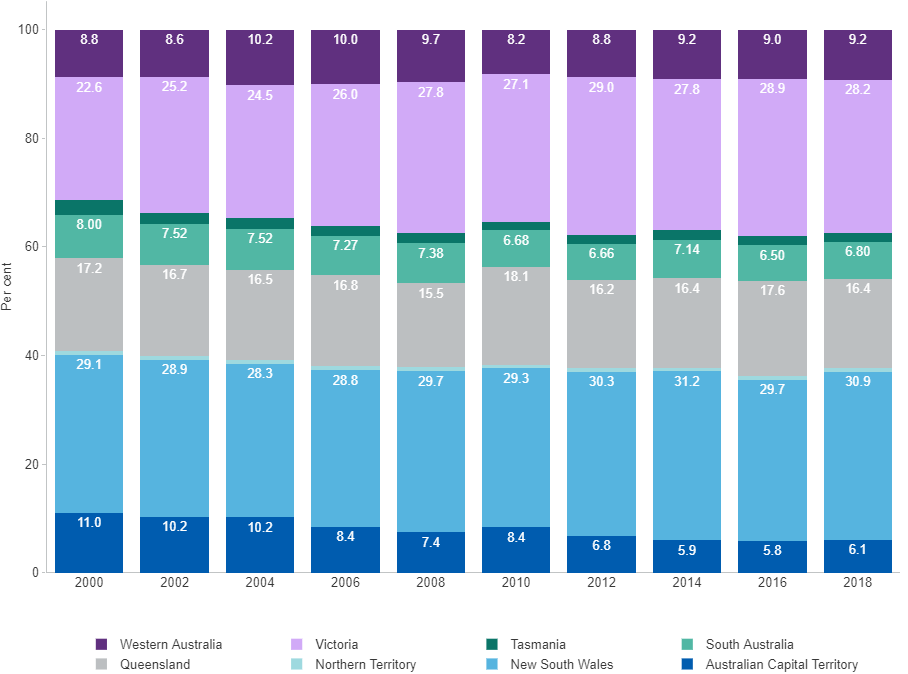 100
8.8 8.6 10.2 10.0 9.7 8.2 8.8 9.2 9.0 9.2
22.6 25.2 24.5 26.0 27.8 27.1 29.0 27.8 28.9 28.2
80
8.00 7.52 7.52 7.27 7.38 6.68 6.66 7.14 6.50 6.80
60
17.2 16.7 16.5 16.8 15.5 18.1 16.2 16.4 17.6 16.4
Per cent
40
29.1 28.9 28.3 28.8 29.7 29.3 30.3 31.2 29.7 30.9
20
11.0 10.2 10.2 8.4 7.4 8.4 6.8 5.9 5.8 6.1
0
2000 2002 2004 2006 2008 2010 2012 2014 2016 2018
Western Australia Victoria Tasmania South Australia
Queensland Northern Territory New South Wales Australian Capital Territory